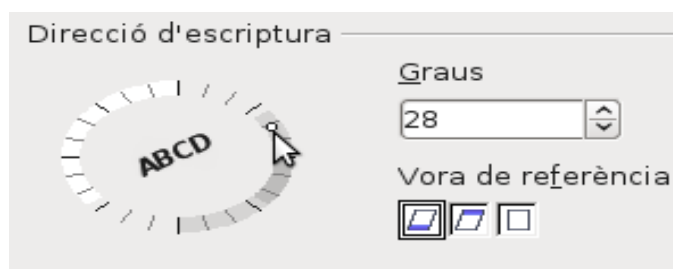 Direcció d'escriptura
Graus
28
ABCD
Vora de referència